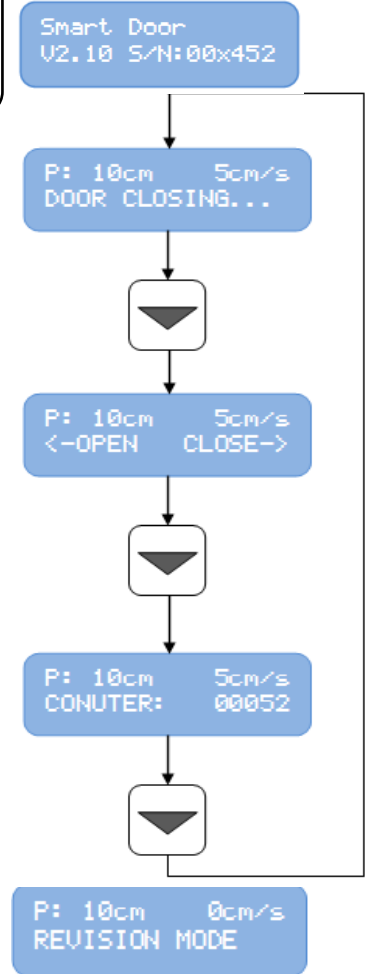 Smart Door
V2.10 S/N:00x452
P: 10cm 5cm/s
DOOR CLOSING...
P: 10cm 5cm/s
<-OPEN CLOSE->
P: 10cm 5cm/s
CONUTER: 00052
P: 10cm 0cm/s
REVISION MODE